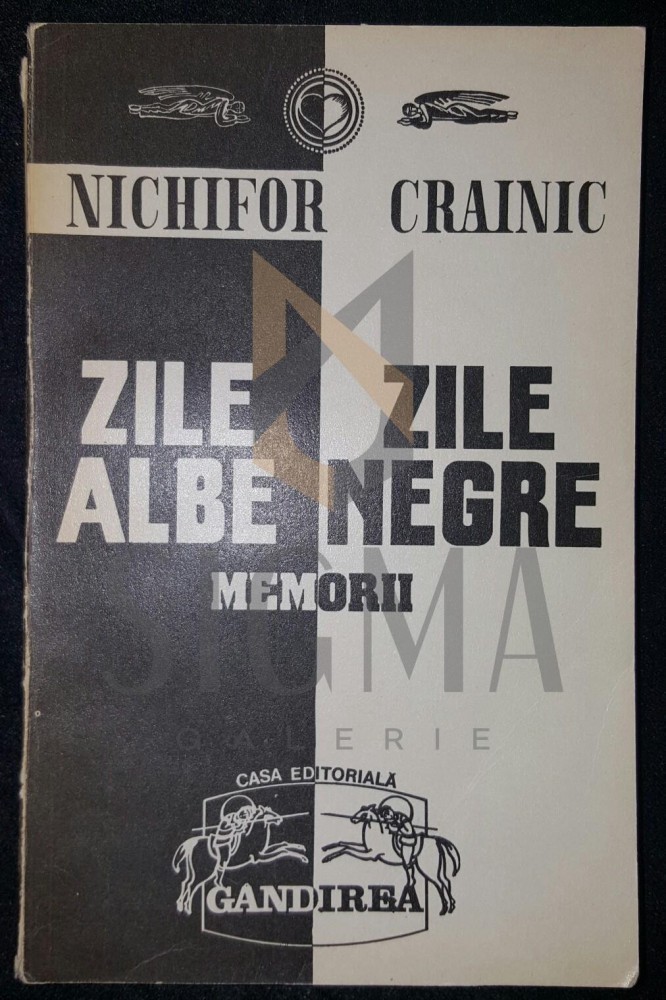 NICHIFOR CRAINIC
ZILE ZILE
ALBE NEGRE
MEMORII
SIGMA
GALERIE
CASA EDITORIALĂ
GANDIREA